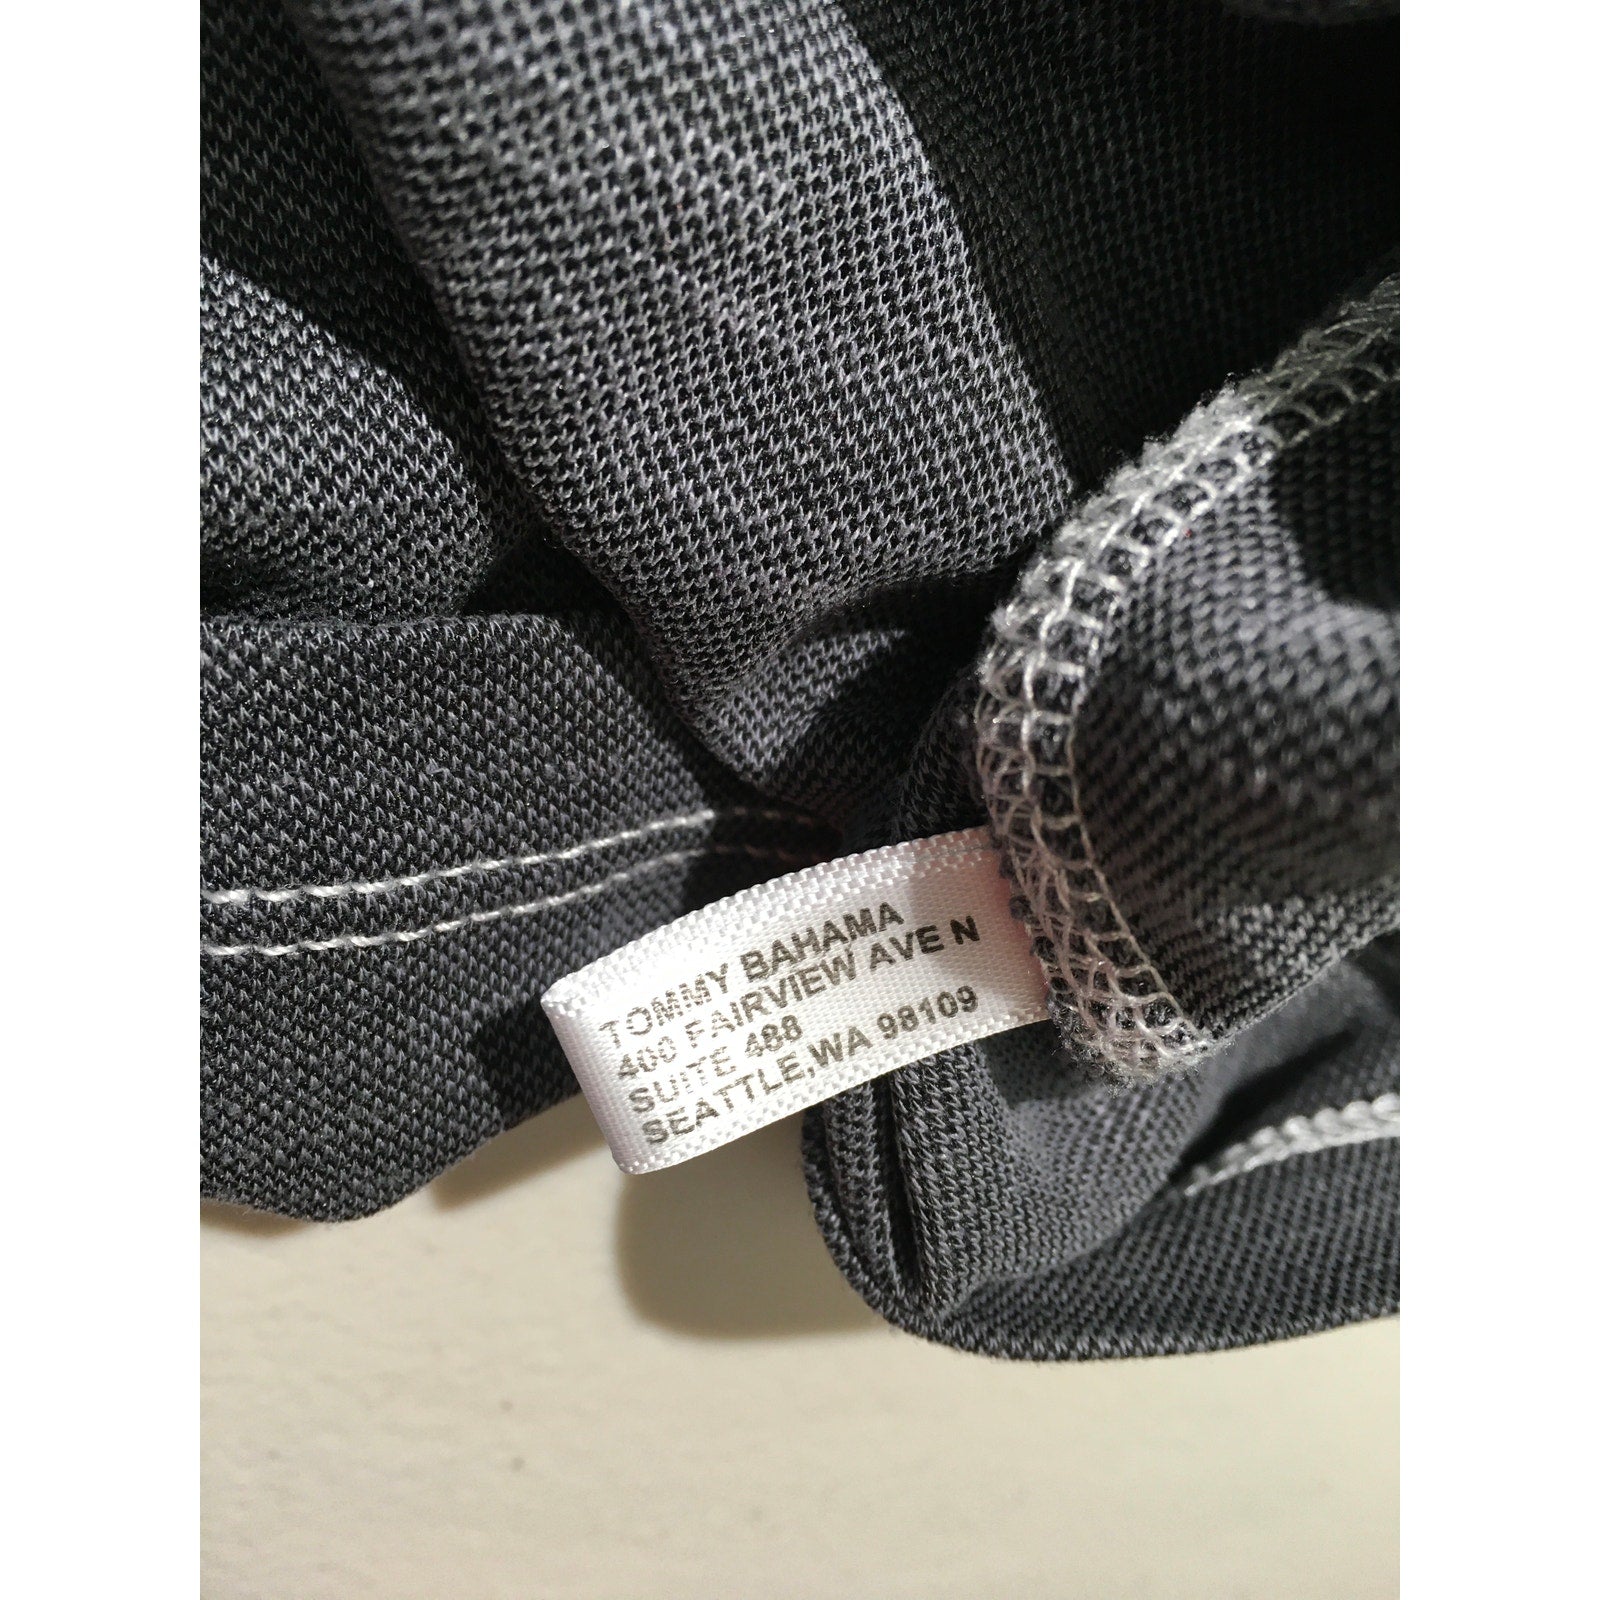 TOMMY BAHAMA
400 FAIRVIEW AVE N
SUITE 488
SEATTLE,WA 98109